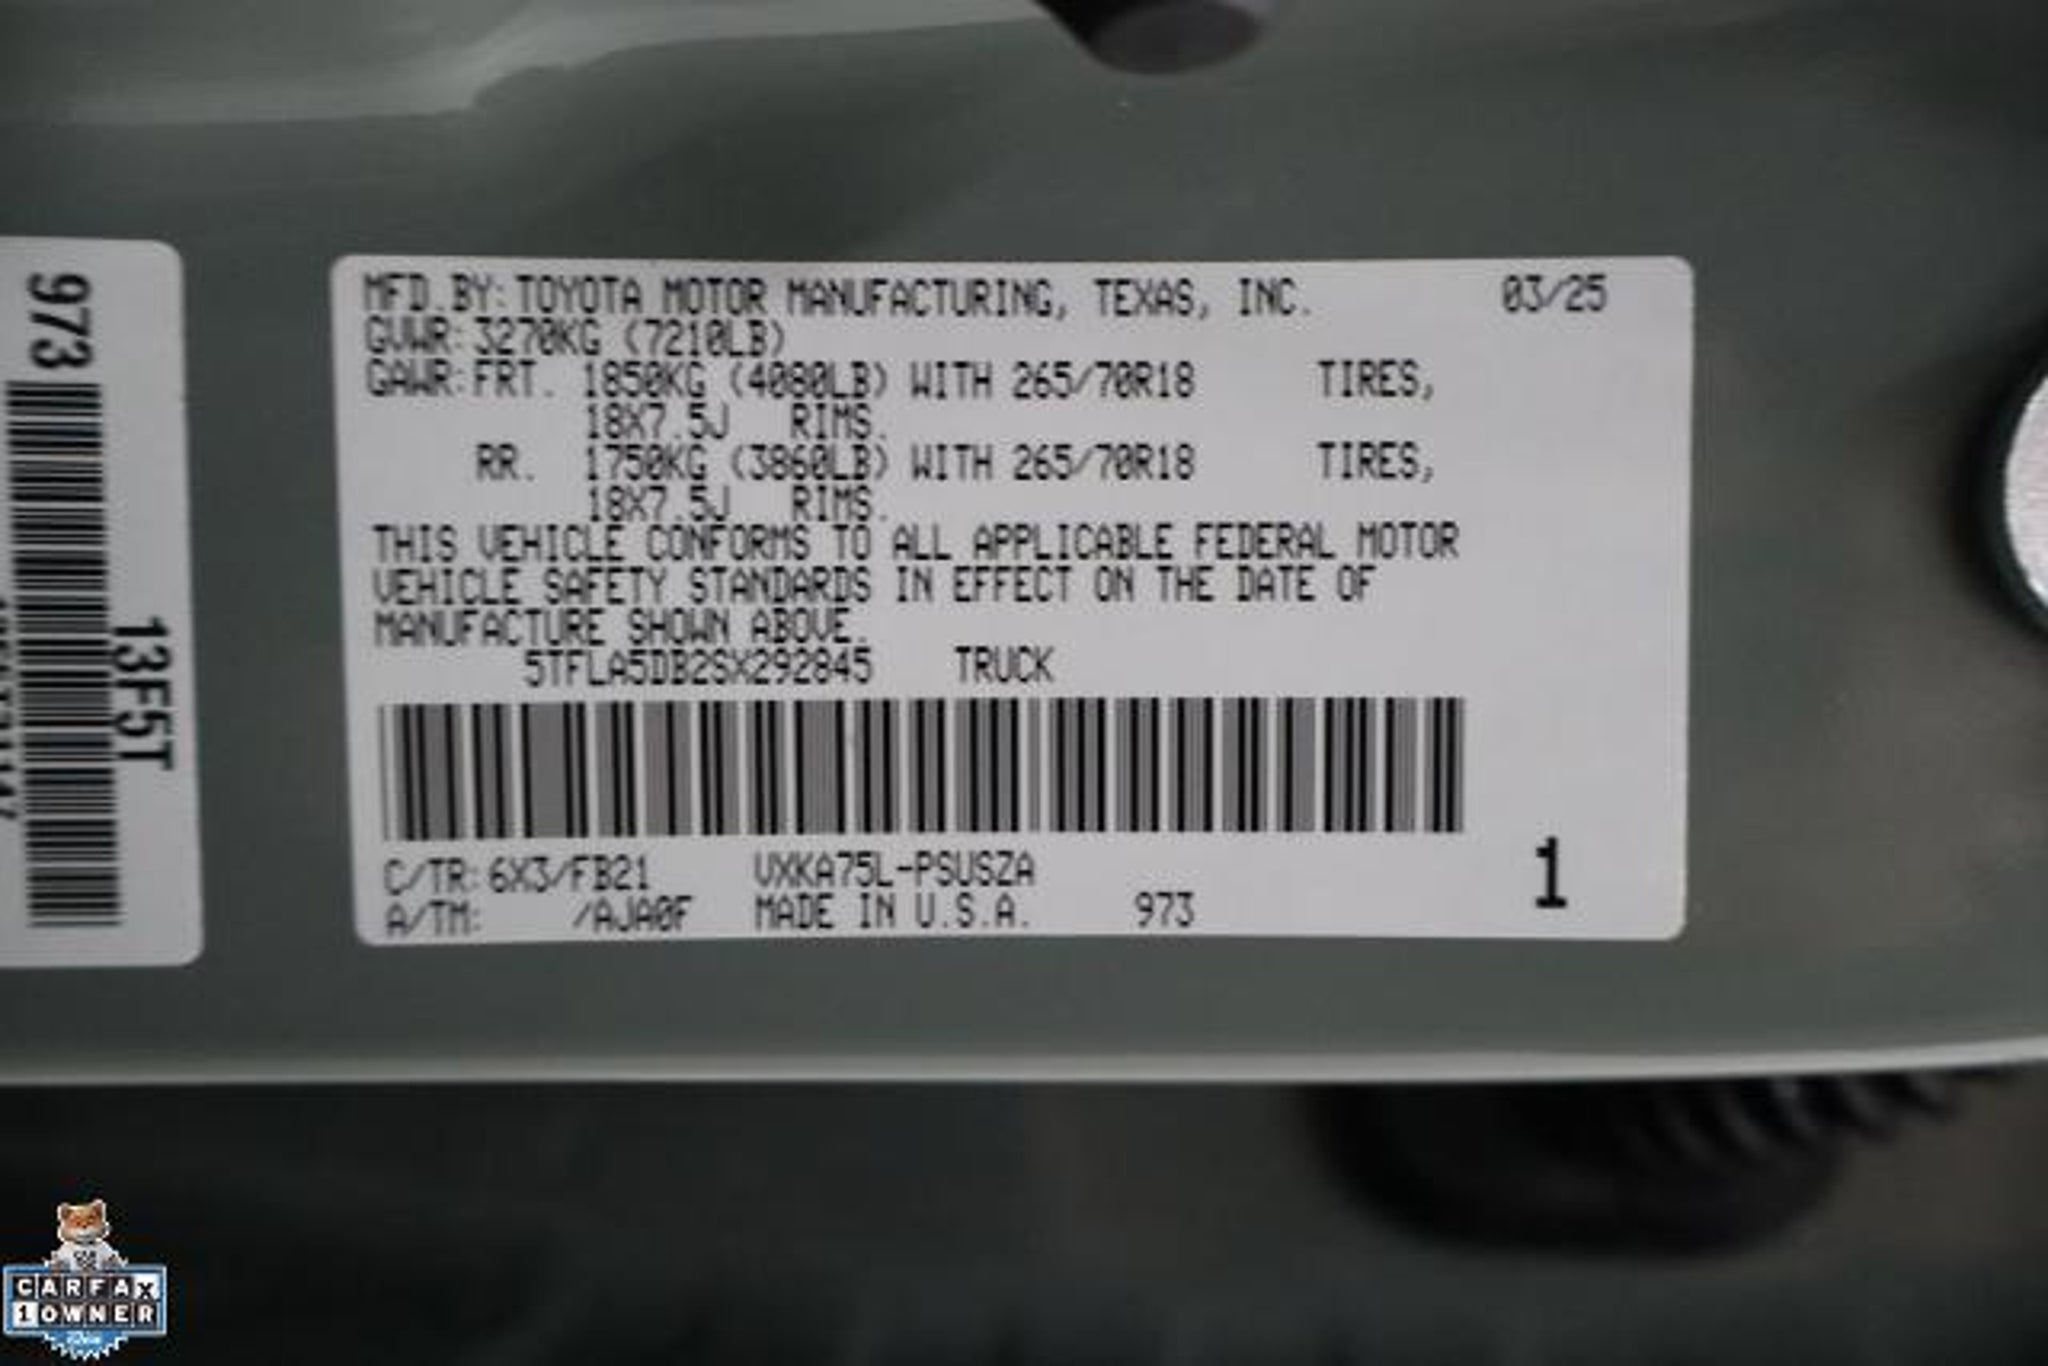 973
13F5T
MFD.BY:TOYOTA MOTOR MANUFACTURING, TEXAS, INC. 03/25
GVWR:3270KG (7210LB)
GAWR:FRT. 1850KG (4080LB) WITH 265/70R18 TIRES,
18X7.5J RIMS.
RR. 1750KG (3860LB) WITH 265/70R18 TIRES,
18X7.5J RIMS.
THIS VEHICLE CONFORMS TO ALL APPLICABLE FEDERAL MOTOR
VEHICLE SAFETY STANDARDS IN EFFECT ON THE DATE OF
MANUFACTURE SHOWN ABOVE.
5TFLA5DB2SX292845 TRUCK
C/TR:6X3/FB21 VXKA75L-PSUSZA
A/TM: /AJA0F MADE IN U.S.A. 973
1
CARFAX
1 OWNER